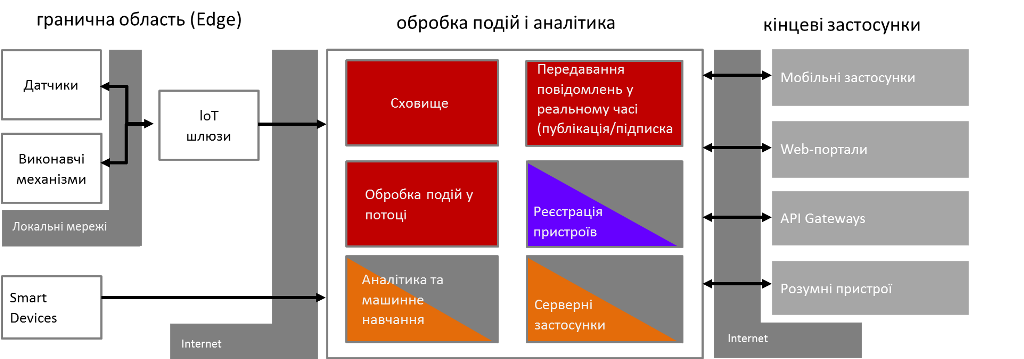 гранична область (Edge)
обробка подій і аналітика
кінцеві застосунки
Датчики
Виконавчі
механізми
Локальні мережі
IoT
шлюзи
Smart
Devices
Internet
Сховище
Передавання
повідомлень у
реальному часі
(публікація/підписка
Обробка подій у
потоці
Реєстрація
пристроїв
Аналітика та
машинне
навчання
Серверні
застосунки
Мобільні застосунки
Web-портали
API Gateways
Розумні пристрої
Internet